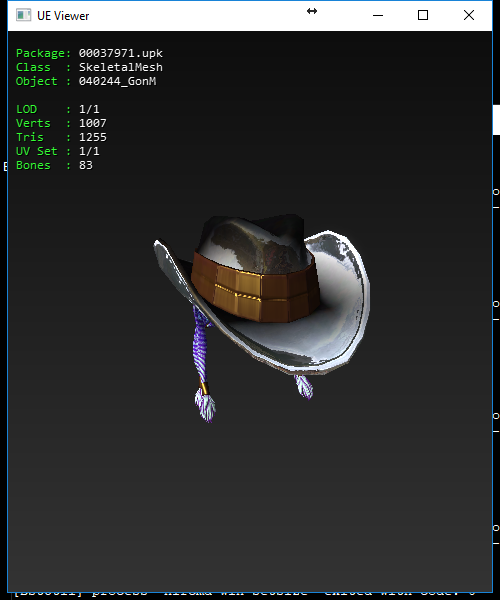 UE Viewer
Package: 00037971.upk
Class : SkeletalMesh
Object : 040244_GonM
LOD : 1/1
Verts : 1007
Tris : 1255
UV Set : 1/1
Bones : 83